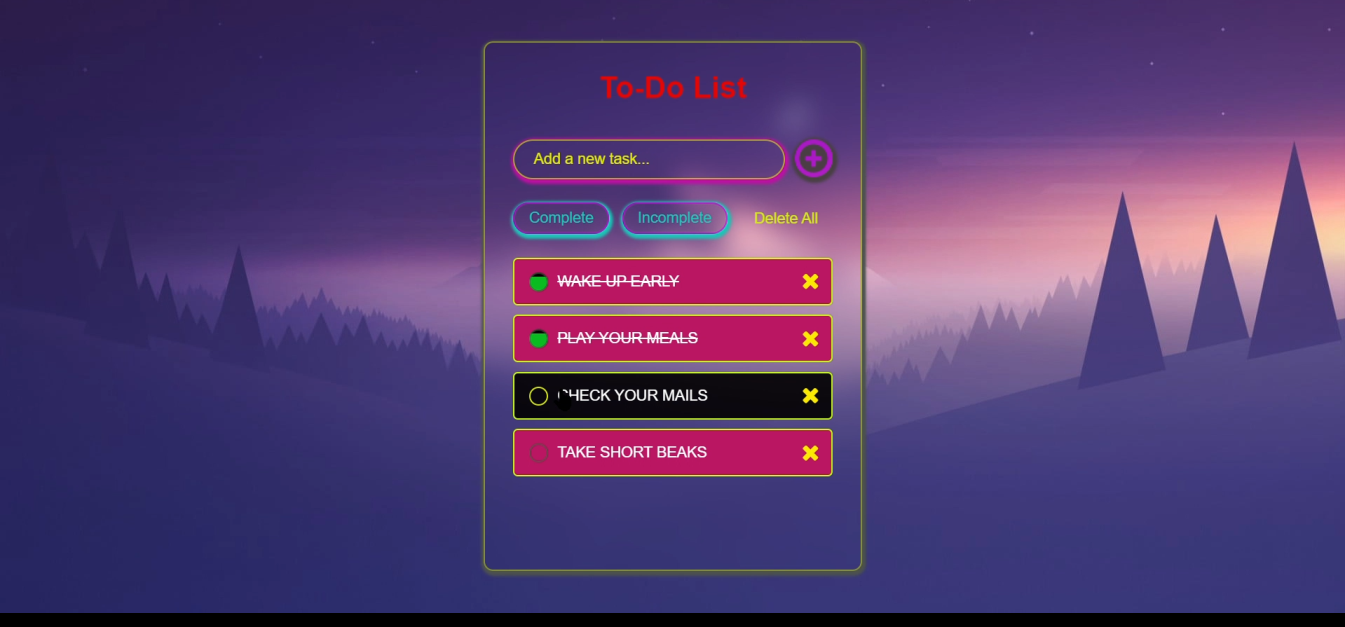 To-Do List
Add a new task...
Complete Incomplete Delete All
WAKE UP EARLY
PLAY YOUR MEALS
CHECK YOUR MAILS
TAKE SHORT BEAKS